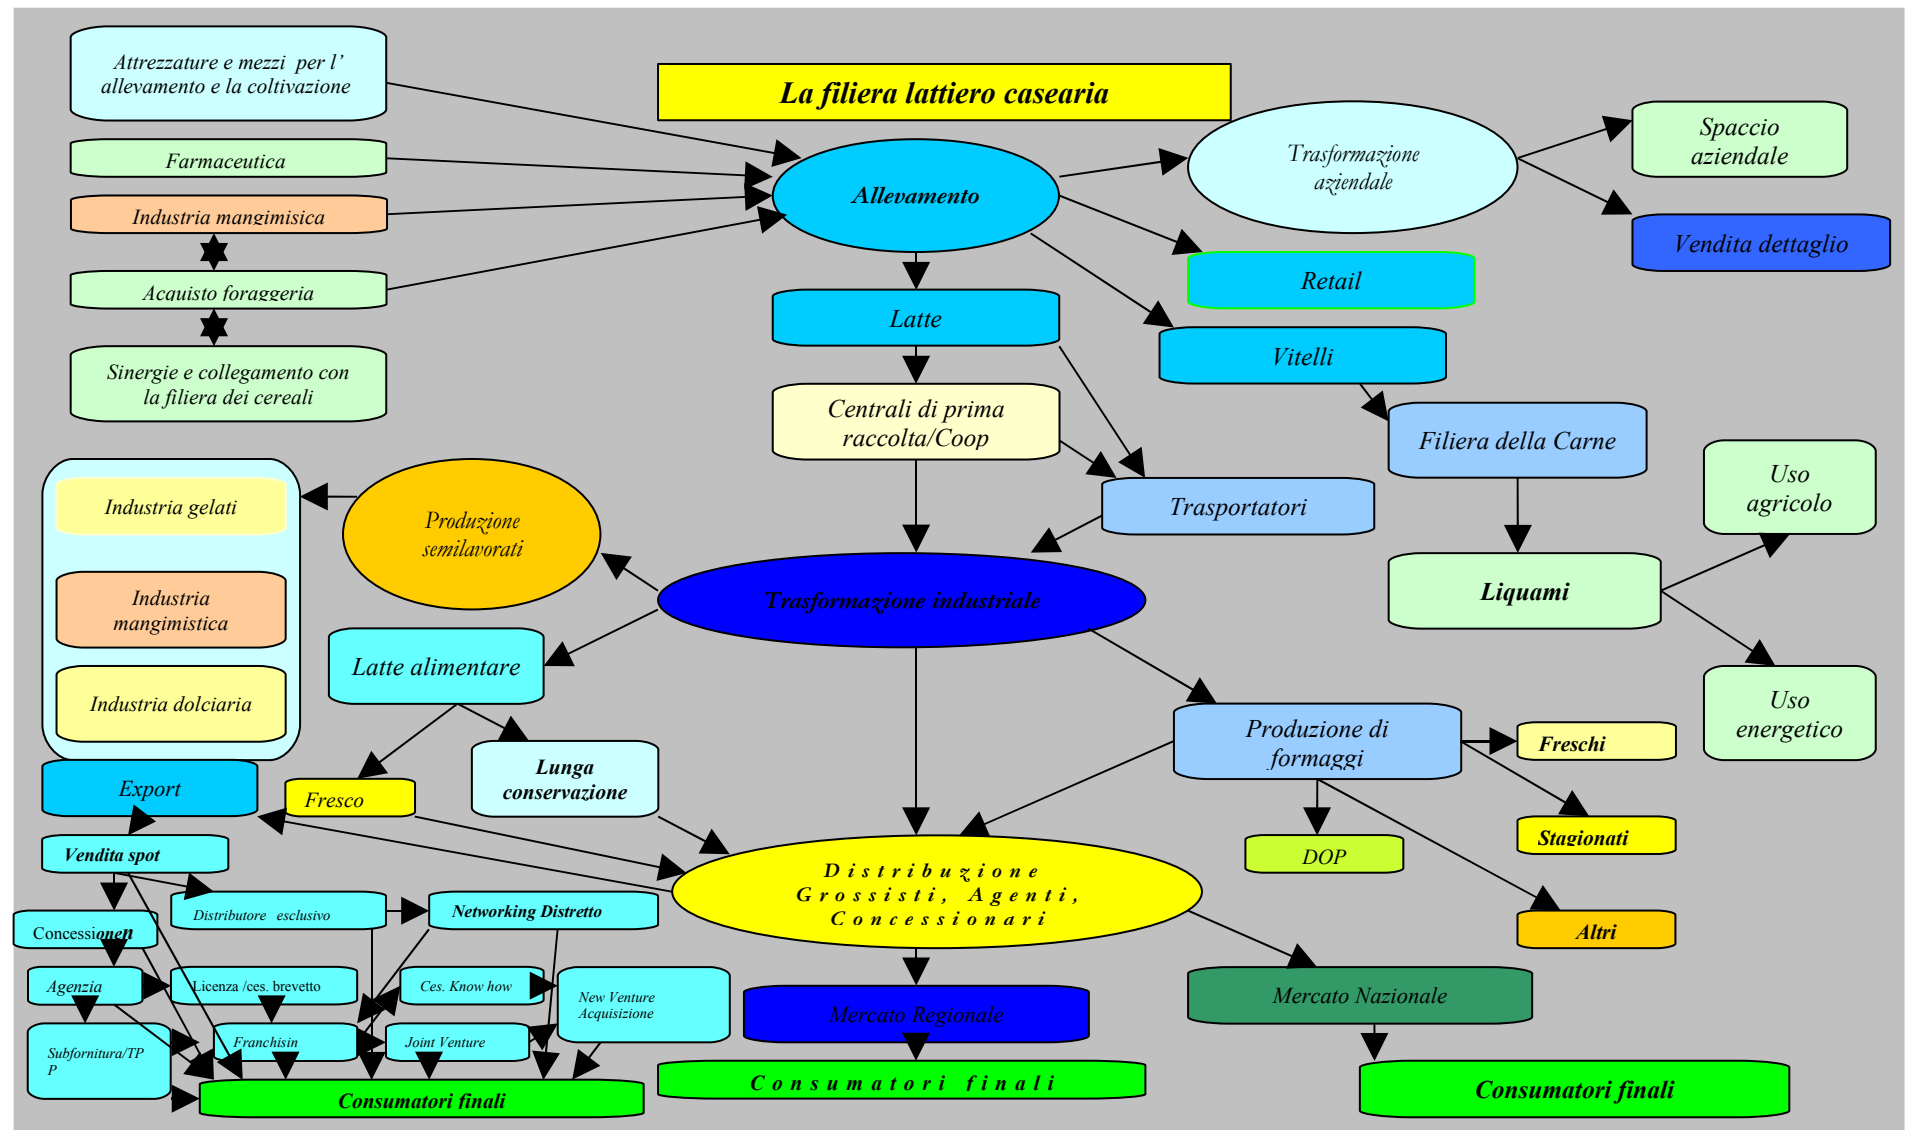 La filiera lattiero casearia
Attrezzature e mezzi per l’
allevamento e la coltivazione
Farmaceutica
Industria mangimisica
Acquisto foraggeria
Sinergie e collegamento con
la filiera dei cereali
Allevamento
Trasformazione
aziendale
Spaccio
aziendale
Vendita dettaglio
Retail
Latte
Vitelli
Centrali di prima
raccolta/Coop
Filiera della Carne
Trasportatori
Uso
agricolo
Liquami
Uso
energetico
Industria gelati
Industria
mangimistica
Industria dolciaria
Produzione
semilavorati
Trasformazione industriale
Latte alimentare
Lunga
conservazione
Fresco
Export
Produzione di
formaggi
Freschi
Stagionati
DOP
Altri
Vendita spot
Distributore esclusivo
Networking Distretto
Distribuzione
Grossisti, Agenti,
Concessionari
Agenzia
Licenza /ces. brevetto
Ces. Know how
New Venture
Acquisizione
Subfornitura/TP
P
Franchisin
Joint Venture
Consumatori finali
Mercato Regionale
Consumatori finali
Mercato Nazionale
Consumatori finali